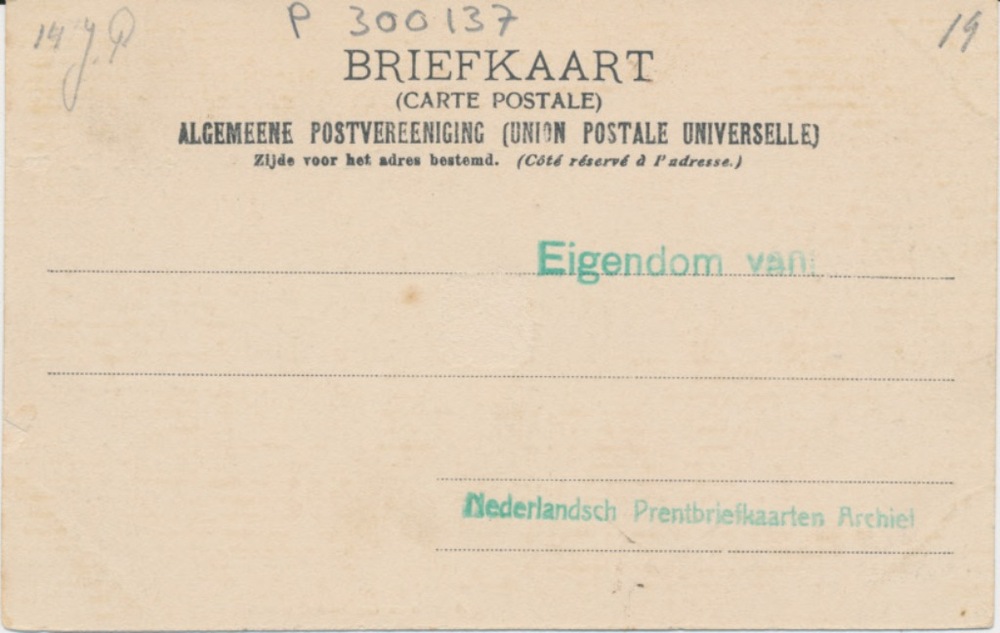 P 300137
14
19
BRIEFKAART
(CARTE POSTALE)
ALGEMEENE POSTVEREENIGING (UNION POSTALE UNIVERSELLE)
Zijde voor het adres bestemd. (Côté réservé à l'adresse.)
Eigendom van
Nederlandsch Prentbriefkaarten Archief